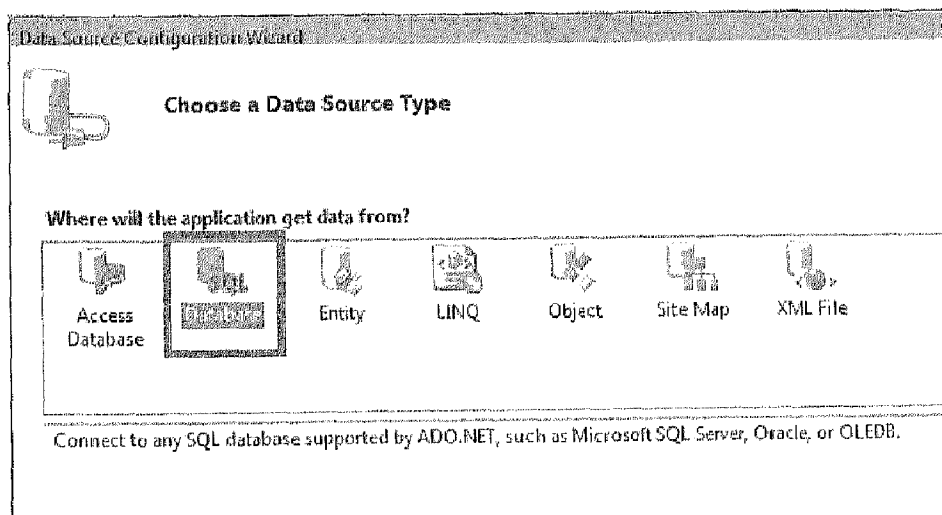 Data Source Configuration Wizard
Choose a Data Source Type
Where will the application get data from?
Access Database
Database
Entity
LINQ
Object
Site Map
XML File
Connect to any SQL database supported by ADO.NET, such as Microsoft SQL Server, Oracle, or OLEDB.